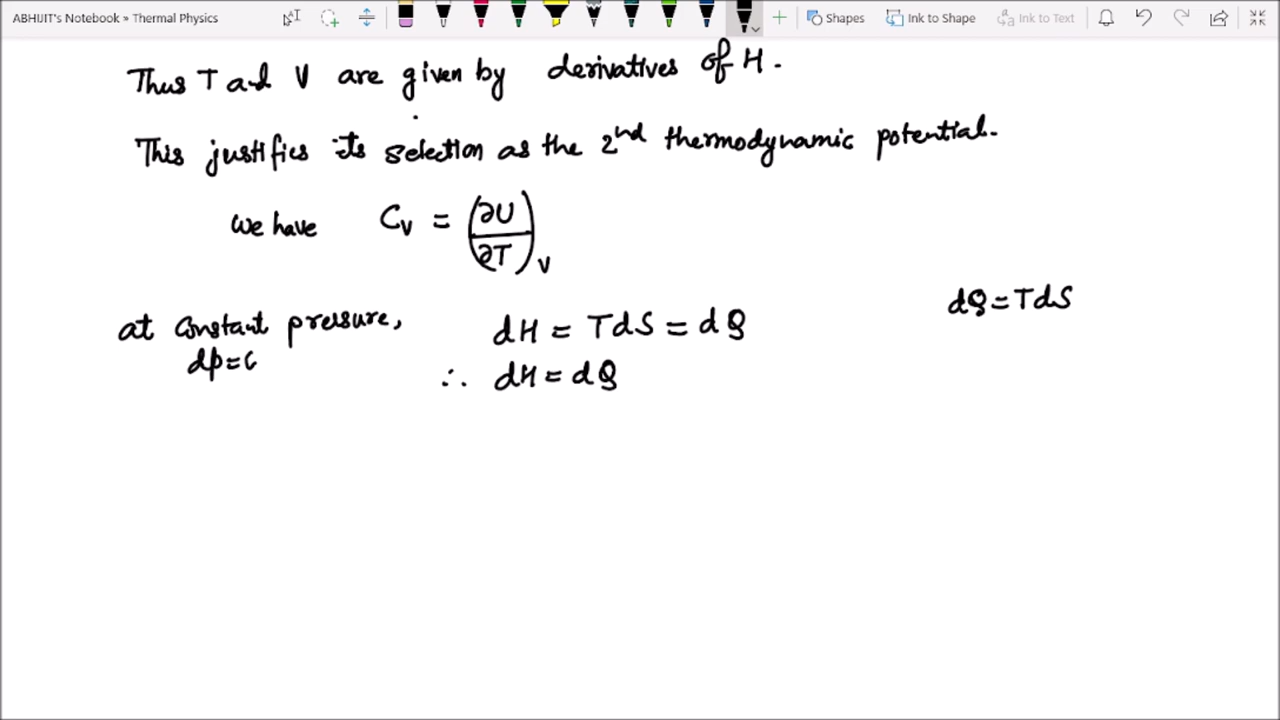 ABHIJIT's Notebook » Thermal Physics
Shapes
Ink to Shape
Ink to Text
Thus T and V are given by derivatives of H.
This justifies its selection as the 2nd thermodynamic potential.
We have Cv = (∂U/∂T)v
dQ = TdS
at constant pressure, dH = TdS = dQ
dp = 0
∴ dH = dQ